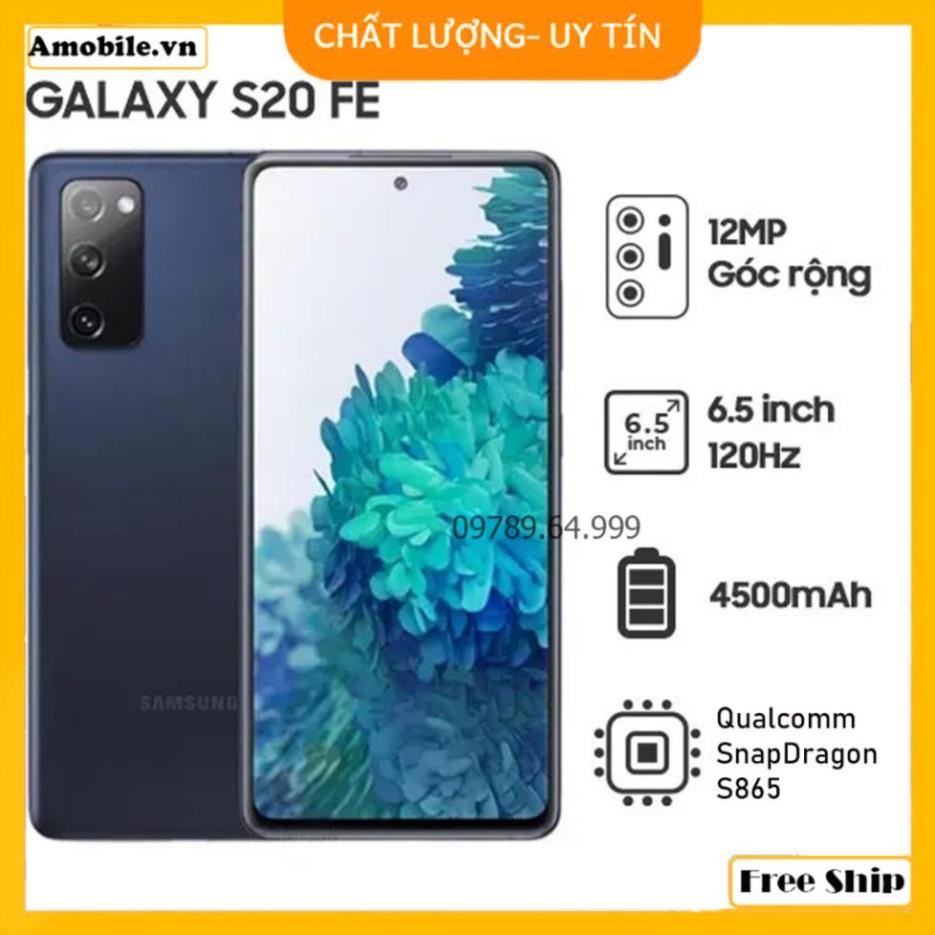 Amobile.vn
CHẤT LƯỢNG- UY TÍN
GALAXY S20 FE
12MP
Góc rộng
6.5
inch
6.5 inch
120Hz
09789.64.999
4500mAh
SAMSUNG
Qualcomm
SnapDragon
S865
Free Ship